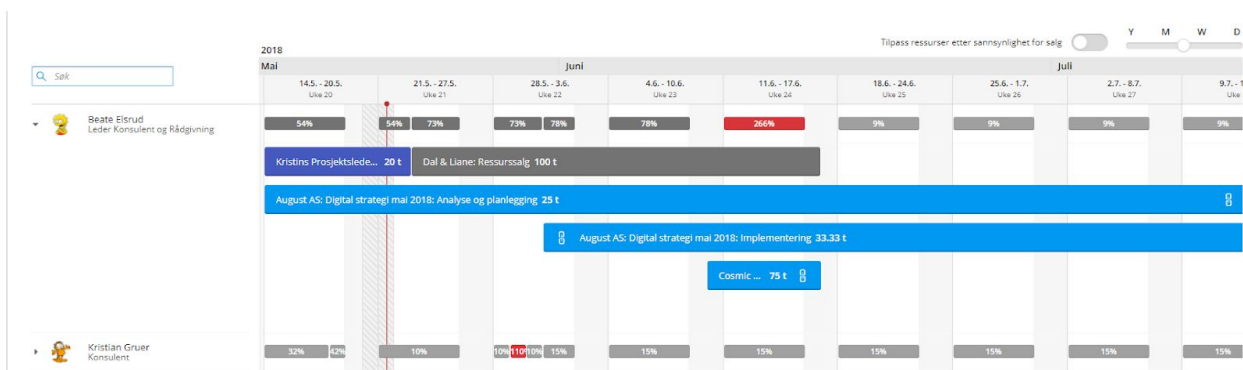 Tilpass ressurser etter sannsynlighet for salg Y M W D
2018
Mai Juni Juli
Søk
14.5. - 20.5. 21.5. - 27.5. 28.5. - 3.6. 4.6. - 10.6. 11.6. - 17.6. 18.6. - 24.6. 25.6. - 1.7. 2.7. - 8.7. 9.7. - 1
Uke 20 Uke 21 Uke 22 Uke 23 Uke 24 Uke 25 Uke 26 Uke 27 Uke
Beate Elsrud
Leder Konsulent og Rådgivning
54% 54% 73% 73% 78% 78% 266% 9% 9% 9% 9%
Kristins Prosjektslede... 20 t Dal & Liane: Ressurssalg 100 t
August AS: Digital strategi mai 2018: Analyse og planlegging 25 t
August AS: Digital strategi mai 2018: Implementering 33.33 t
Cosmic ... 75 t
Kristian Gruer
Konsulent
32% 42% 10% 10% 110% 10% 15% 15% 15% 15% 15% 15% 15%